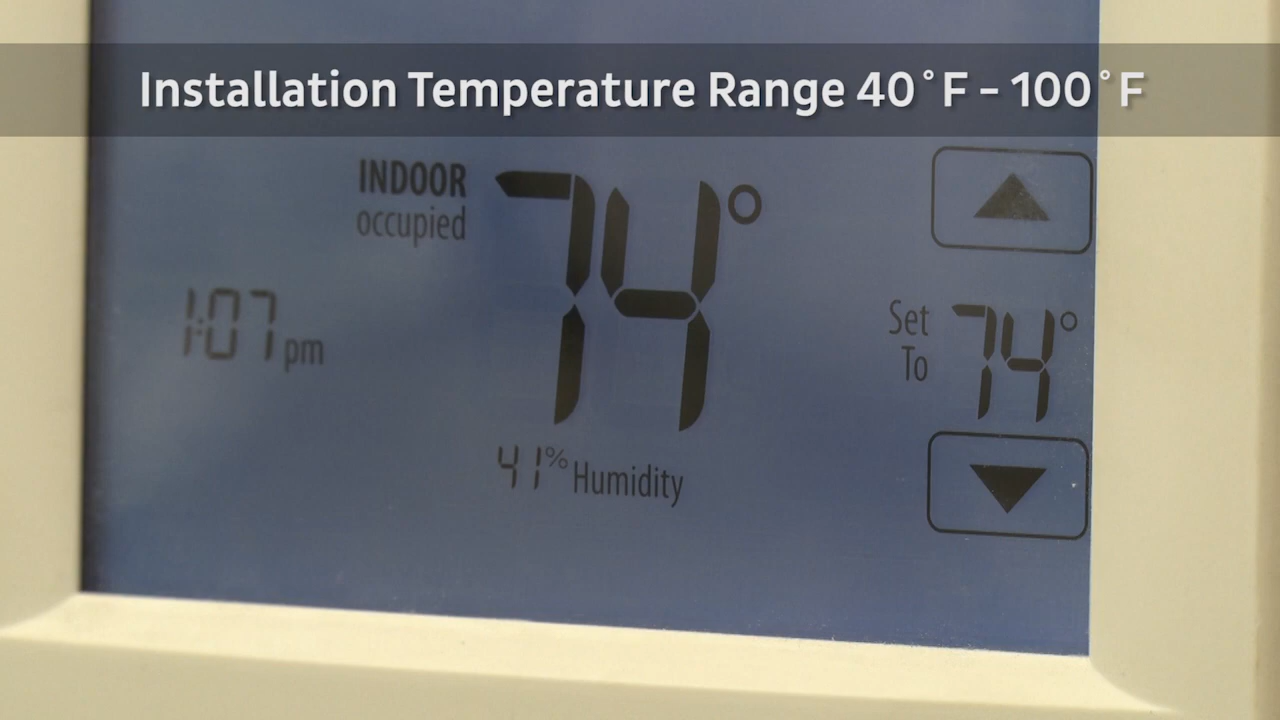 Installation Temperature Range 40°F - 100°F
INDOOR
occupied
74°
1:07 pm
Set
To
74°
41% Humidity